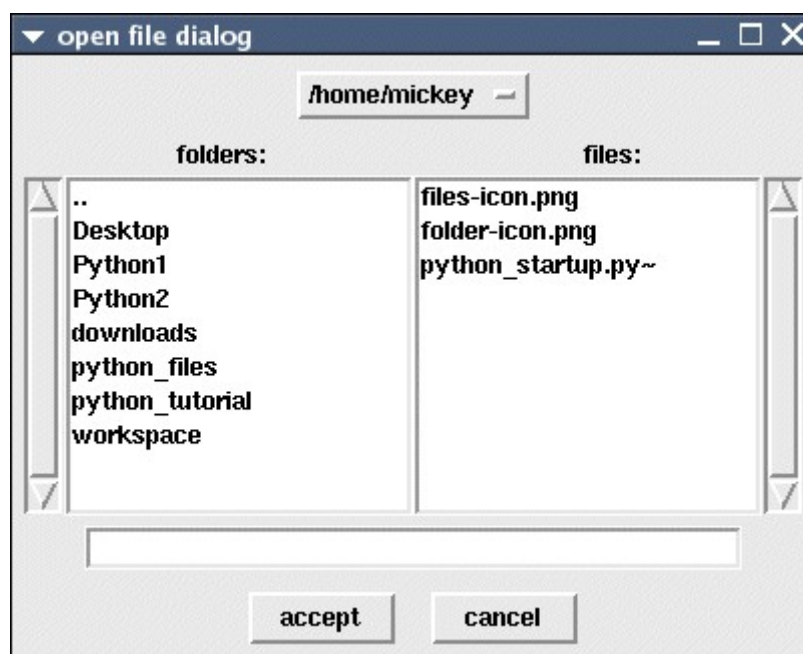 open file dialog
/home/mickey
folders:
files:
..
Desktop
Python1
Python2
downloads
python_files
python_tutorial
workspace
files-icon.png
folder-icon.png
python_startup.py~
accept
cancel